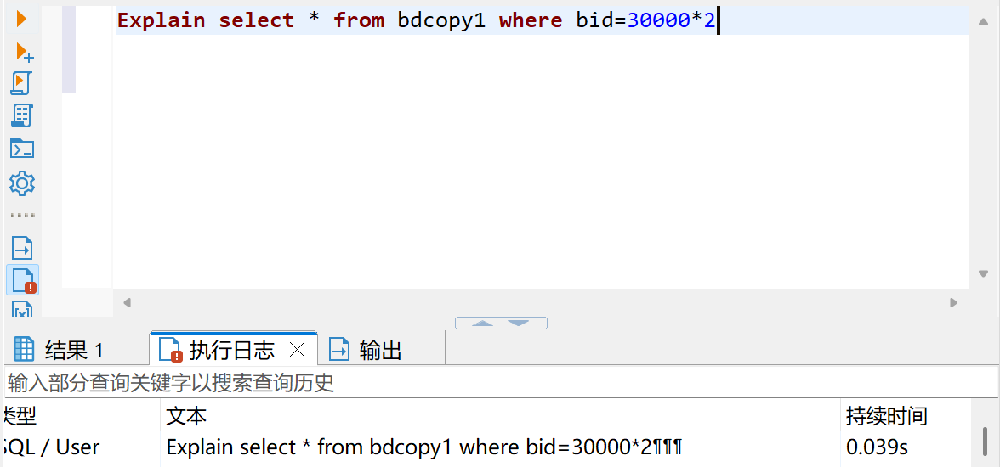 Explain select * from bdcopy1 where bid=30000*2
结果 1
执行日志
输出
输入部分查询关键字以搜索查询历史
类型 文本 持续时间
SQL / User Explain select * from bdcopy1 where bid=30000*2¶¶¶ 0.039s